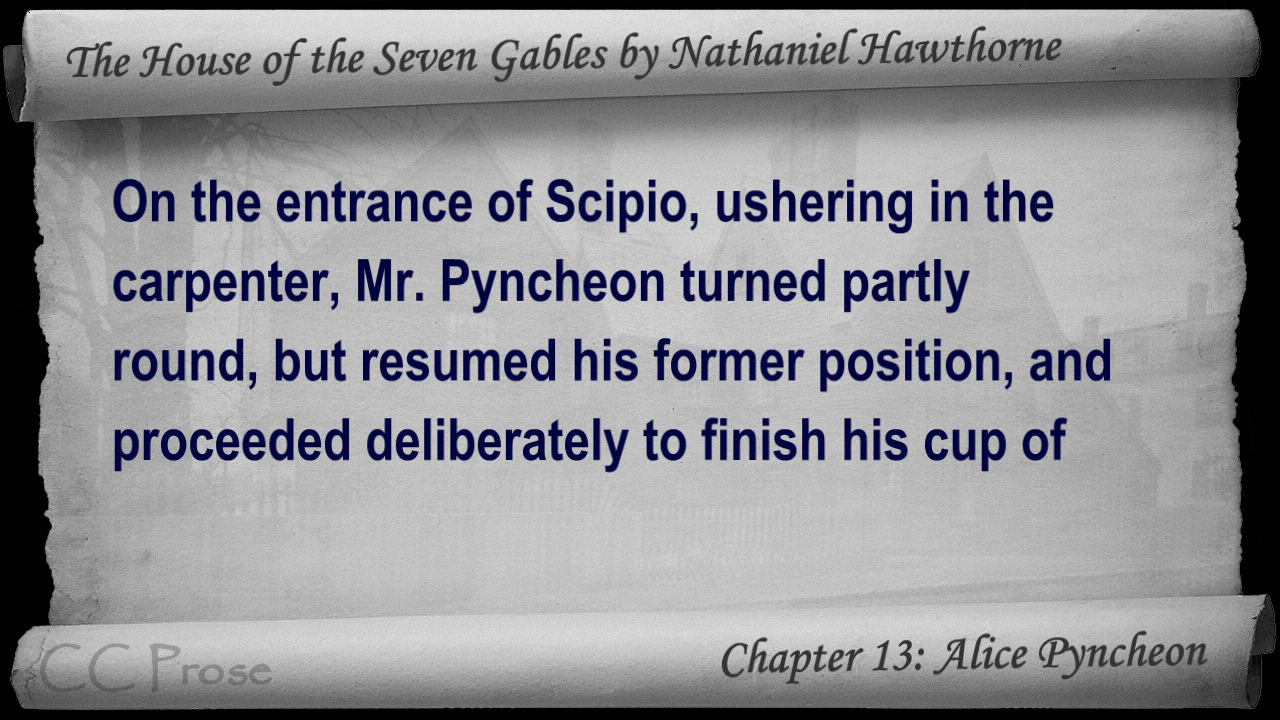 The House of the Seven Gables by Nathaniel Hawthorne
On the entrance of Scipio, ushering in the
carpenter, Mr. Pyncheon turned partly
round, but resumed his former position, and
proceeded deliberately to finish his cup of
CC Prose
Chapter 13: Alice Pyncheon